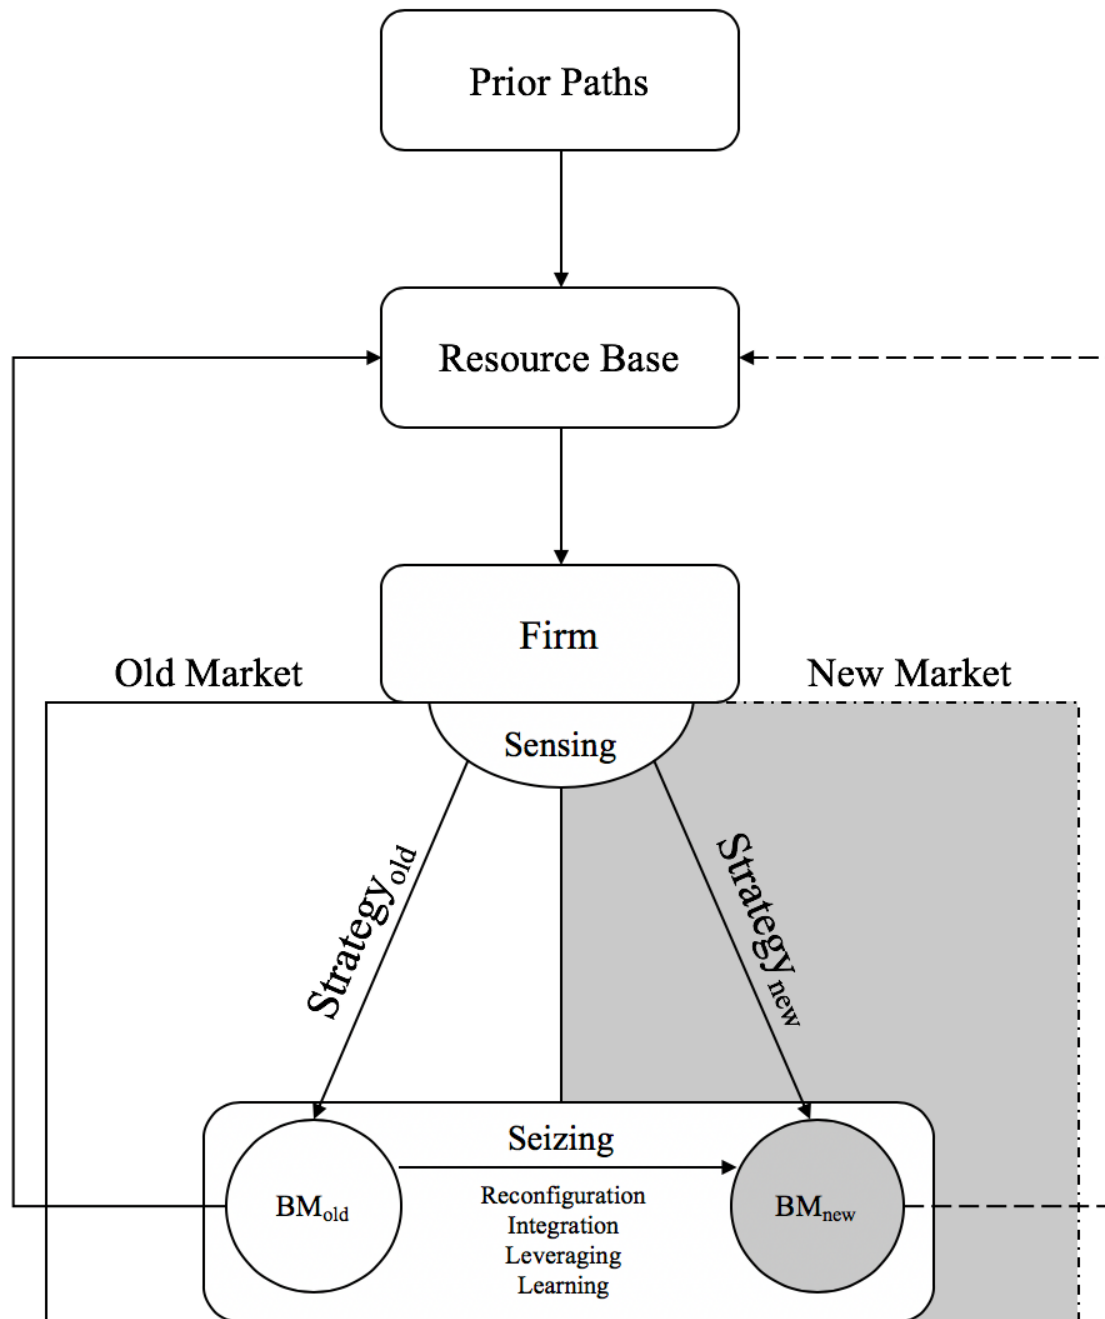 Prior Paths
Resource Base
Firm
Old Market
New Market
Sensing
Strategyold
Strategynew
Seizing
Reconfiguration
Integration
Leveraging
Learning
BMold
BMnew